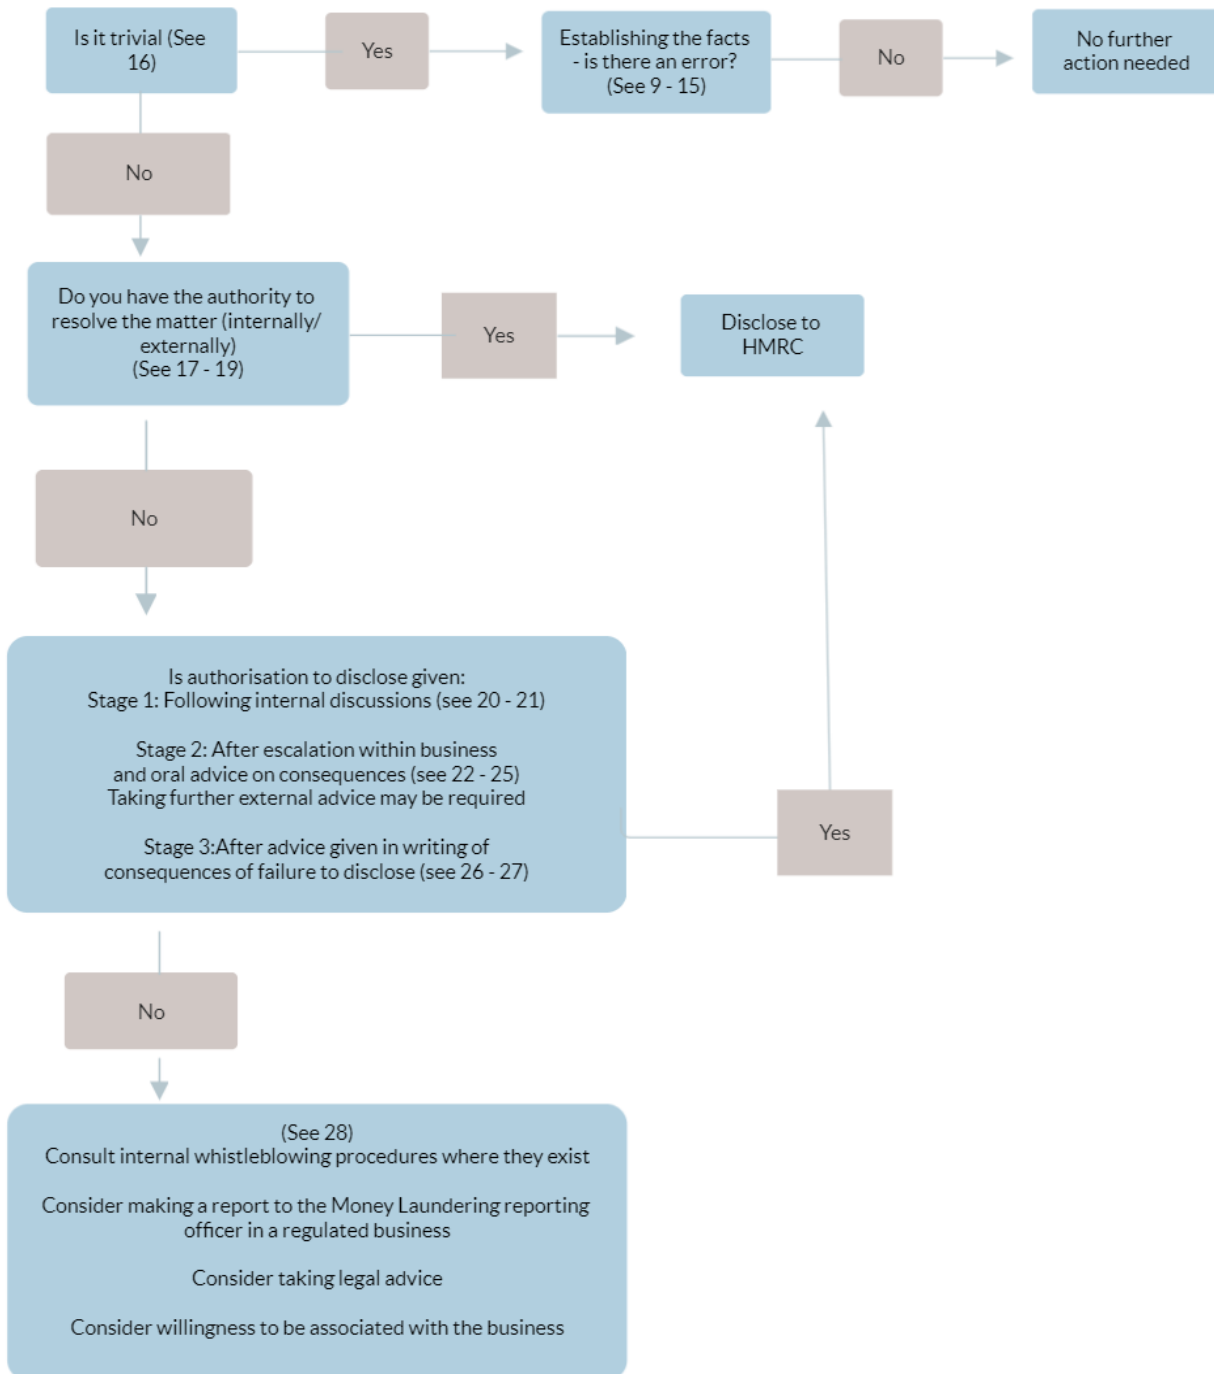 Is it trivial (See
16)
Yes
Establishing the facts
- is there an error?
(See 9 - 15)
No
No further
action needed
No
Do you have the authority to
resolve the matter (internally/
externally)
(See 17 - 19)
Yes
Disclose to
HMRC
No
Is authorisation to disclose given:
Stage 1: Following internal discussions (see 20 - 21)
Stage 2: After escalation within business
and oral advice on consequences (see 22 - 25)
Taking further external advice may be required
Stage 3:After advice given in writing of
consequences of failure to disclose (see 26 - 27)
Yes
No
(See 28)
Consult internal whistleblowing procedures where they exist
Consider making a report to the Money Laundering reporting
officer in a regulated business
Consider taking legal advice
Consider willingness to be associated with the business